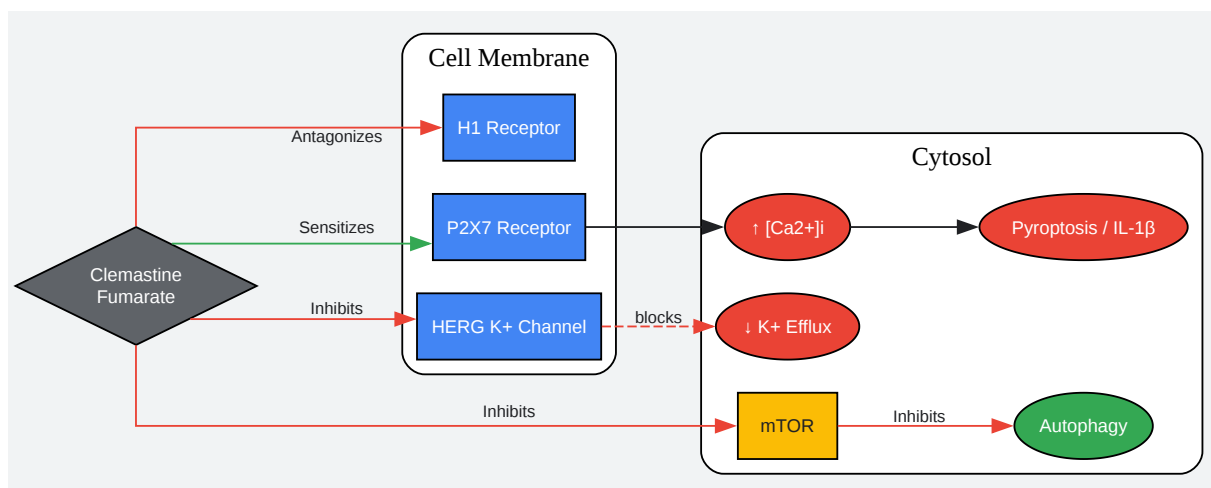 Cell Membrane
H1 Receptor
Antagonizes
Cytosol
Sensitizes
P2X7 Receptor
↑ [Ca2+]i
Pyroptosis / IL-1β
Clemastine
Fumarate
Inhibits
HERG K+ Channel
blocks
↓ K+ Efflux
Inhibits
mTOR
Inhibits
Autophagy